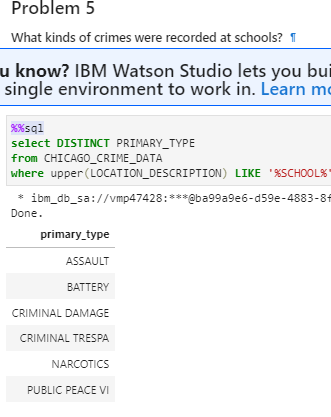 Problem 5
What kinds of crimes were recorded at schools? ¶
u know? IBM Watson Studio lets you bui
single environment to work in. Learn mo
%%sql
select DISTINCT PRIMARY_TYPE
from CHICAGO_CRIME_DATA
where upper(LOCATION_DESCRIPTION) LIKE '%SCHOOL%'
* ibm_db_sa://vmp47428:***@ba99a9e6-d59e-4883-8f
Done.
primary_type
ASSAULT
BATTERY
CRIMINAL DAMAGE
CRIMINAL TRESPA
NARCOTICS
PUBLIC PEACE VI